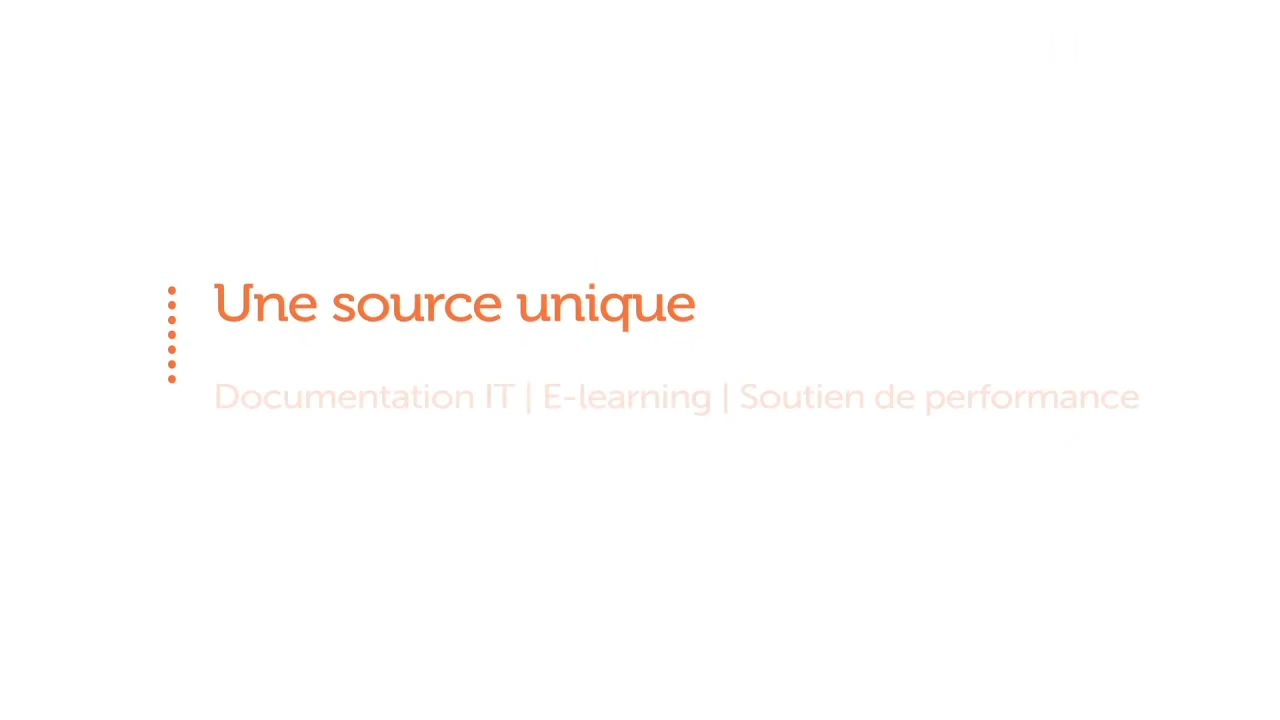 Une source unique
Documentation IT | E-learning | Soutien de performance